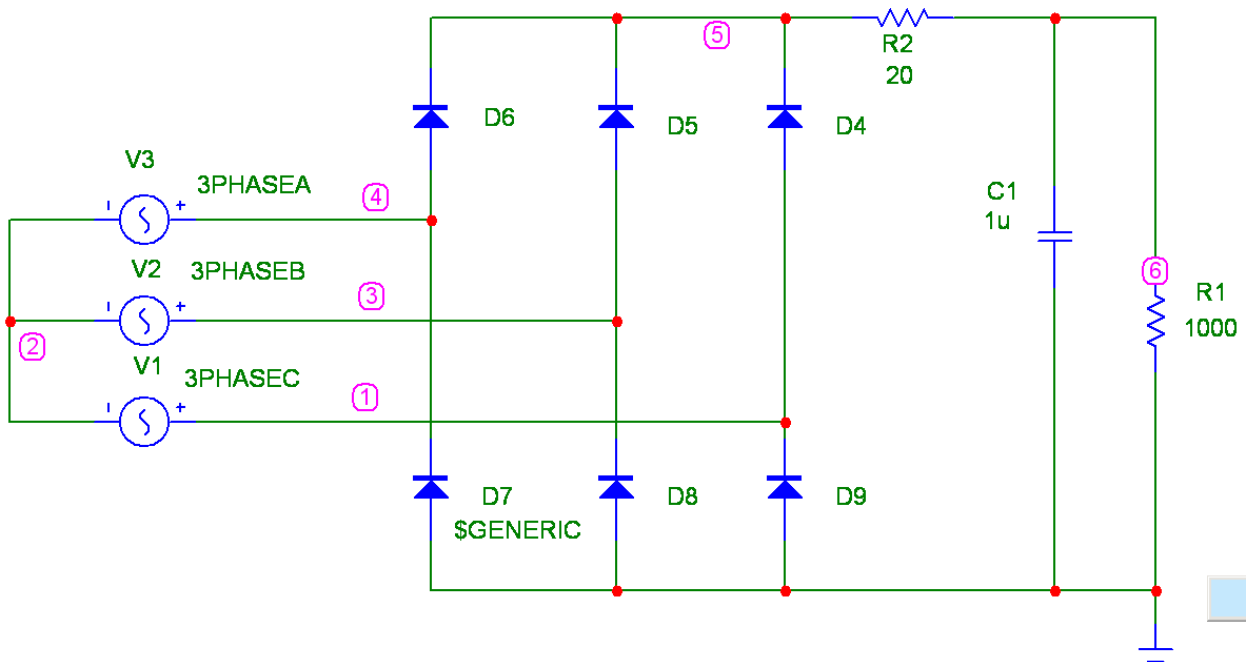 5
R2
20
D6
D5
D4
V3
3PHASEA
4
C1
1u
V2
3PHASEB
3
6
R1
1000
2
V1
3PHASEC
1
D7
$GENERIC
D8
D9